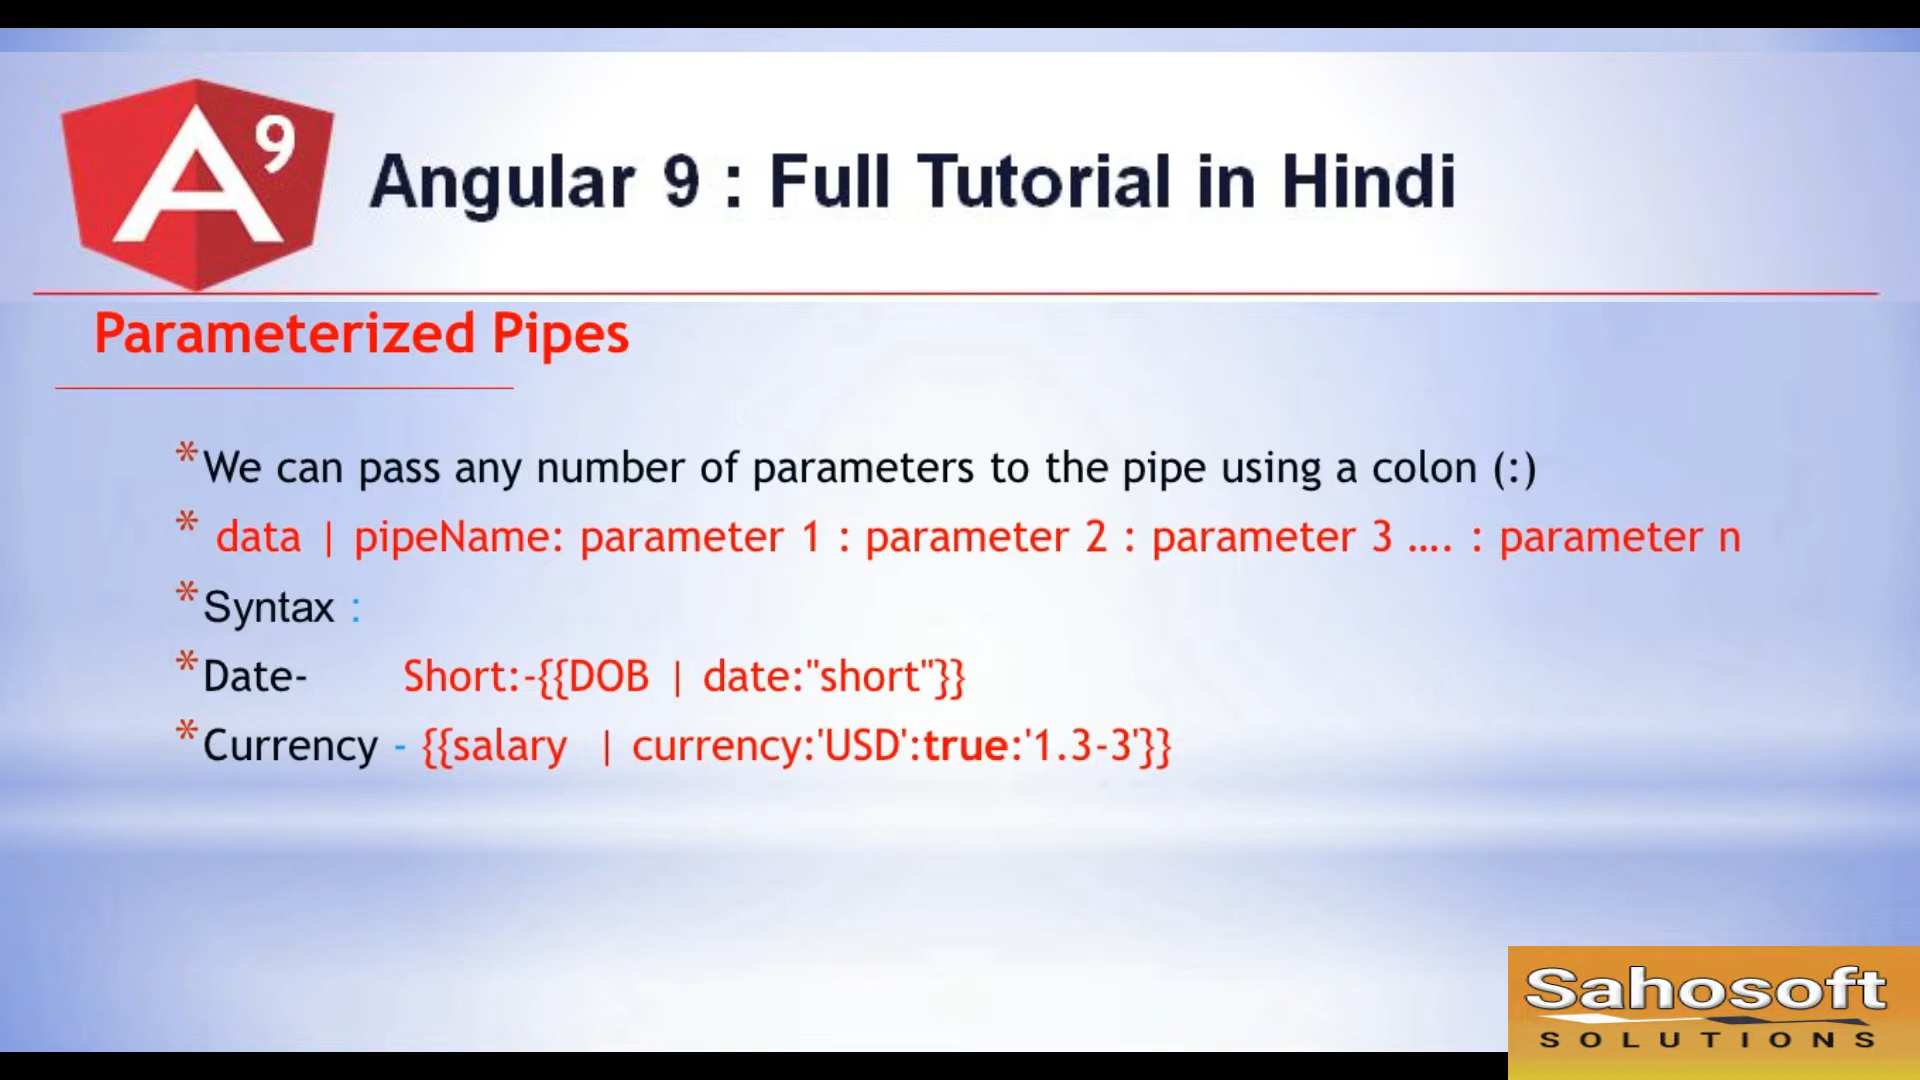 A9
Angular 9 : Full Tutorial in Hindi
Parameterized Pipes
*We can pass any number of parameters to the pipe using a colon (:)
* data | pipeName: parameter 1 : parameter 2 : parameter 3 .... : parameter n
*Syntax :
*Date- Short:-{{DOB | date:"short"}}
*Currency - {{salary | currency:'USD':true:'1.3-3'}}
Sahosoft
SOLUTIONS